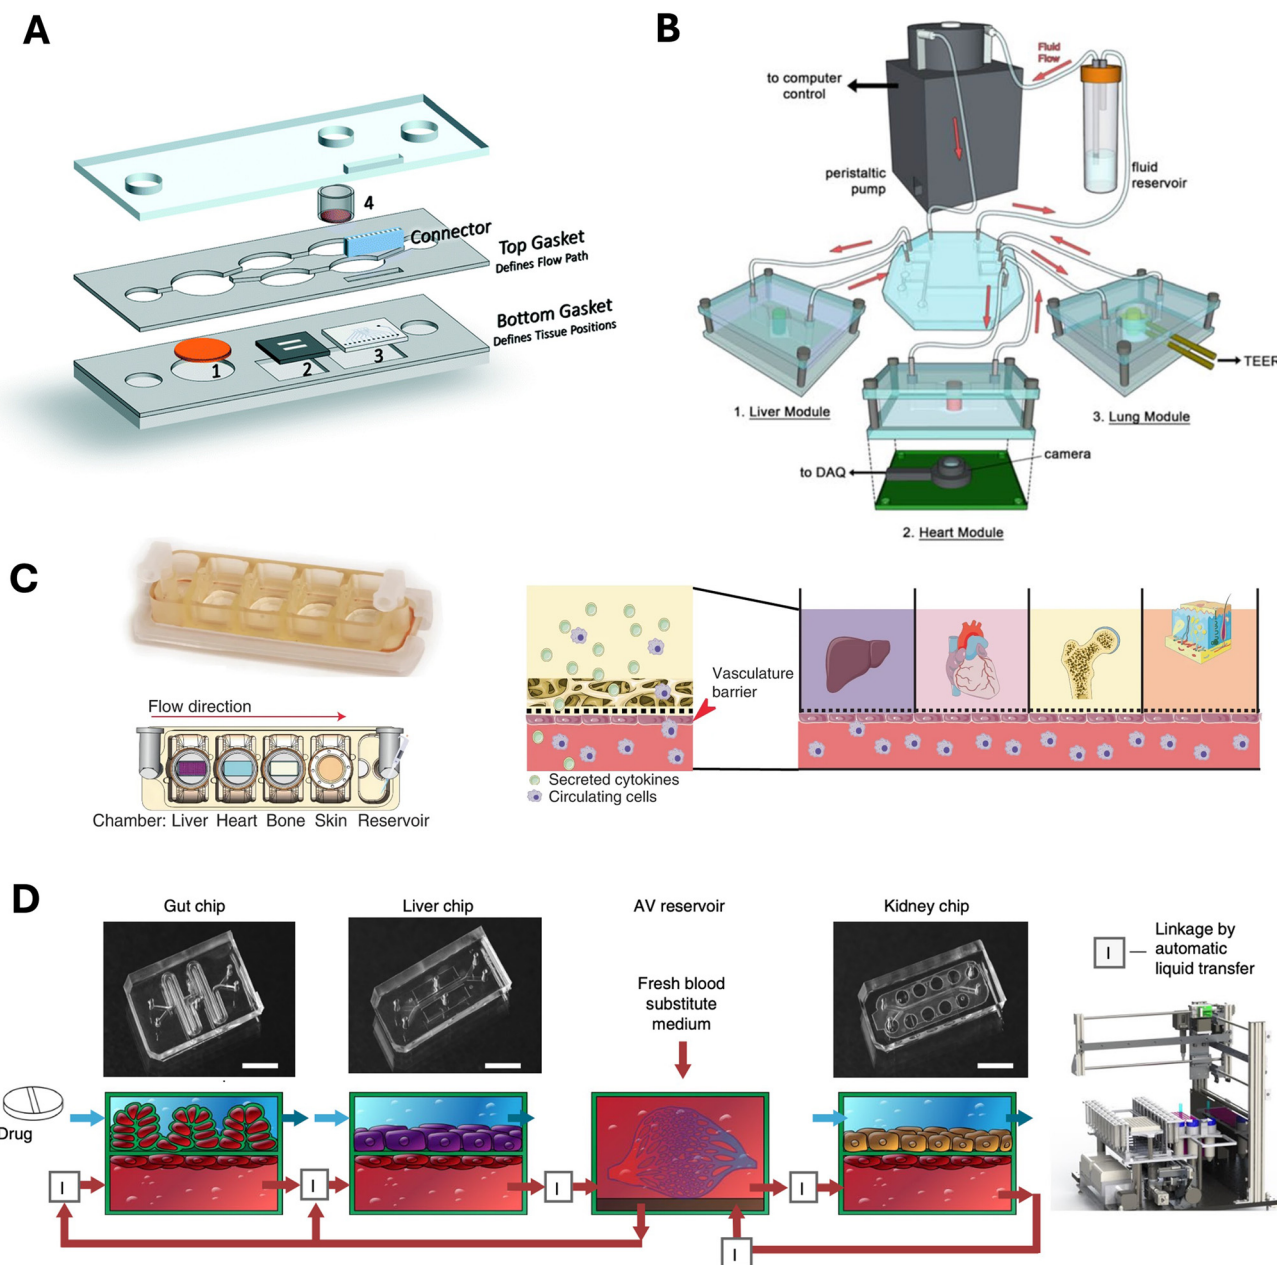 A
4
Connector
Top Gasket
Defines Flow Path
Bottom Gasket
Defines Tissue Positions
1
2
3
B
Fluid
Flow
to computer
control
peristaltic
pump
fluid
reservoir
TEER
1. Liver Module
3. Lung Module
camera
to DAQ
2. Heart Module
C
Flow direction
Chamber: Liver Heart Bone Skin Reservoir
Vasculature
barrier
Secreted cytokines
Circulating cells
D
Gut chip
Liver chip
AV reservoir
Kidney chip
Fresh blood
substitute
medium
I
Linkage by
automatic
liquid transfer
Drug
I
I
I
I
I